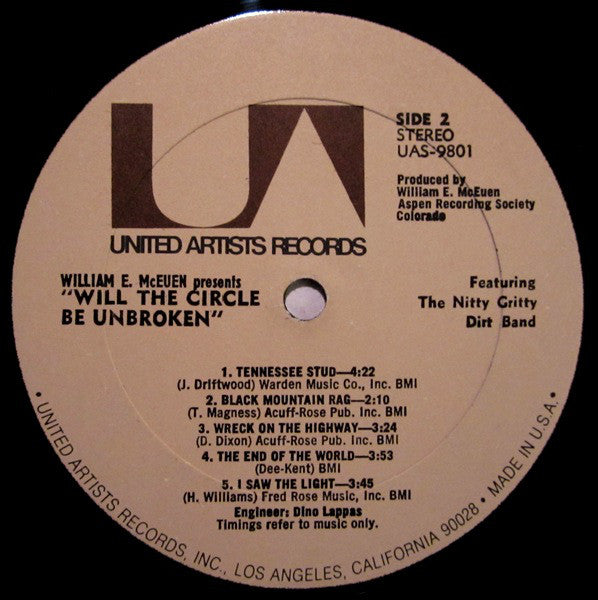 UA
SIDE 2
STEREO
UAS-9801
Produced by
William E. McEuen
Aspen Recording Society
Colorado
UNITED ARTISTS RECORDS
WILLIAM E. McEUEN presents
"WILL THE CIRCLE
BE UNBROKEN"
Featuring
The Nitty Gritty
Dirt Band
1. TENNESSEE STUD—4:22
(J. Driftwood) Warden Music Co., Inc. BMI
2. BLACK MOUNTAIN RAG—2:10
(T. Magness) Acuff-Rose Pub. Inc. BMI
3. WRECK ON THE HIGHWAY—3:24
(D. Dixon) Acuff-Rose Pub. Inc. BMI
4. THE END OF THE WORLD—3:53
(Dee-Kent) BMI
5. I SAW THE LIGHT—3:45
(H. Williams) Fred Rose Music, Inc. BMI
Engineer: Dino Lappas
Timings refer to music only.
• UNITED ARTISTS RECORDS, INC., LOS ANGELES, CALIFORNIA 90028 • MADE IN U.S.A. •